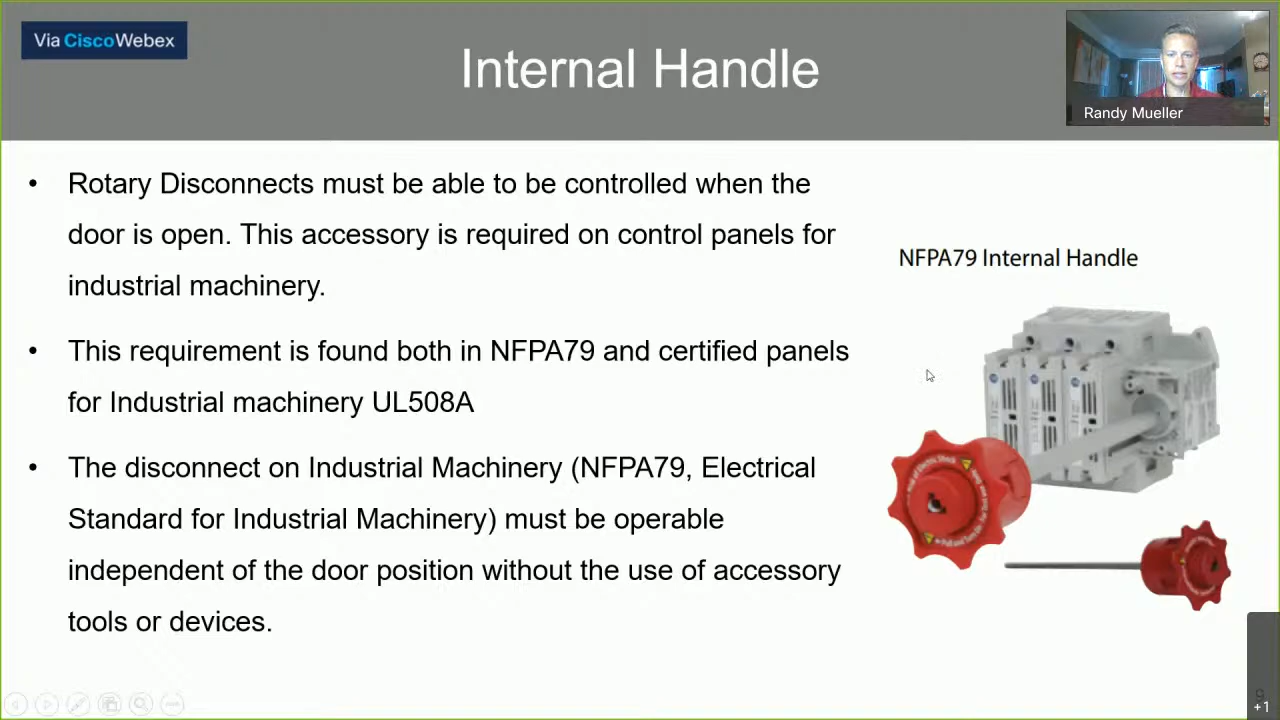 Via CiscoWebex
Internal Handle
Randy Mueller
• Rotary Disconnects must be able to be controlled when the
door is open. This accessory is required on control panels for
industrial machinery.
• This requirement is found both in NFPA79 and certified panels
for Industrial machinery UL508A
• The disconnect on Industrial Machinery (NFPA79, Electrical
Standard for Industrial Machinery) must be operable
independent of the door position without the use of accessory
tools or devices.
NFPA79 Internal Handle
+1